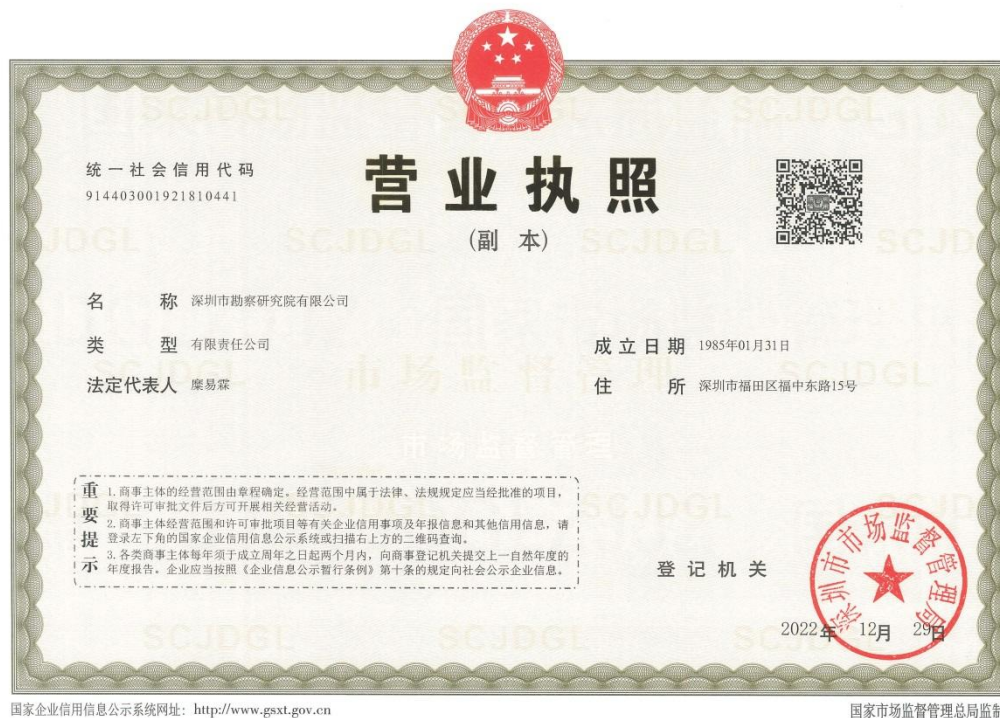 统一社会信用代码
914403001921810441
营业执照
(副 本)
名 称 深圳市勘察研究院有限公司
类 型 有限责任公司
成立日期 1985年01月31日
法定代表人 糜易霖
住 所 深圳市福田区福中东路15号
重要提示
1. 商事主体的经营范围由章程确定。经营范围中属于法律、法规规定应当经批准的项目，
取得许可审批文件后方可开展相关经营活动。
2. 商事主体经营范围和许可审批项目等有关企业信用事项及年报信息和其他信用信息，请
登录左下角的国家企业信用信息公示系统或扫描右上方的二维码查询。
3. 各类商事主体每年须于成立周年之日起两个月内，向商事登记机关提交上一自然年度的
年度报告。企业应当按照《企业信息公示暂行条例》第十条的规定向社会公示企业信息。
登记机关
深圳市市场监督管理局
2022年 12月 29日
国家企业信用信息公示系统网址：http://www.gsxt.gov.cn
国家市场监督管理总局监制
SCJDGL
市场监督管理